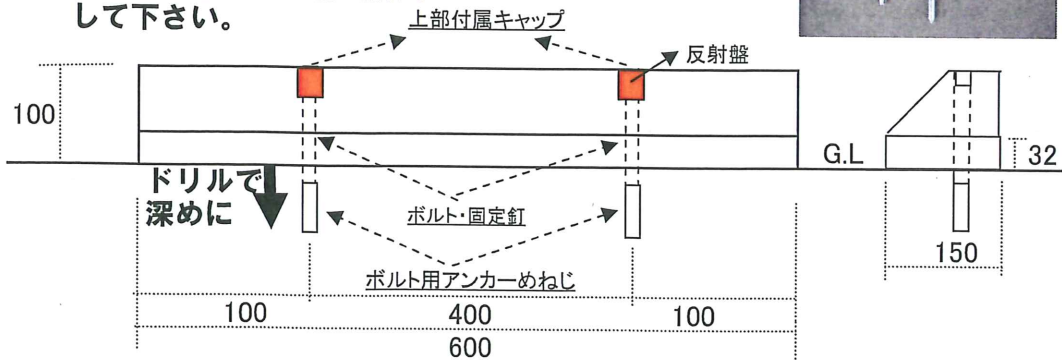 して下さい。
上部付属キャップ
反射盤
100
G.L
32
ドリルで
深めに
ボルト・固定釘
ボルト用アンカーめねじ
150
100
400
100
600